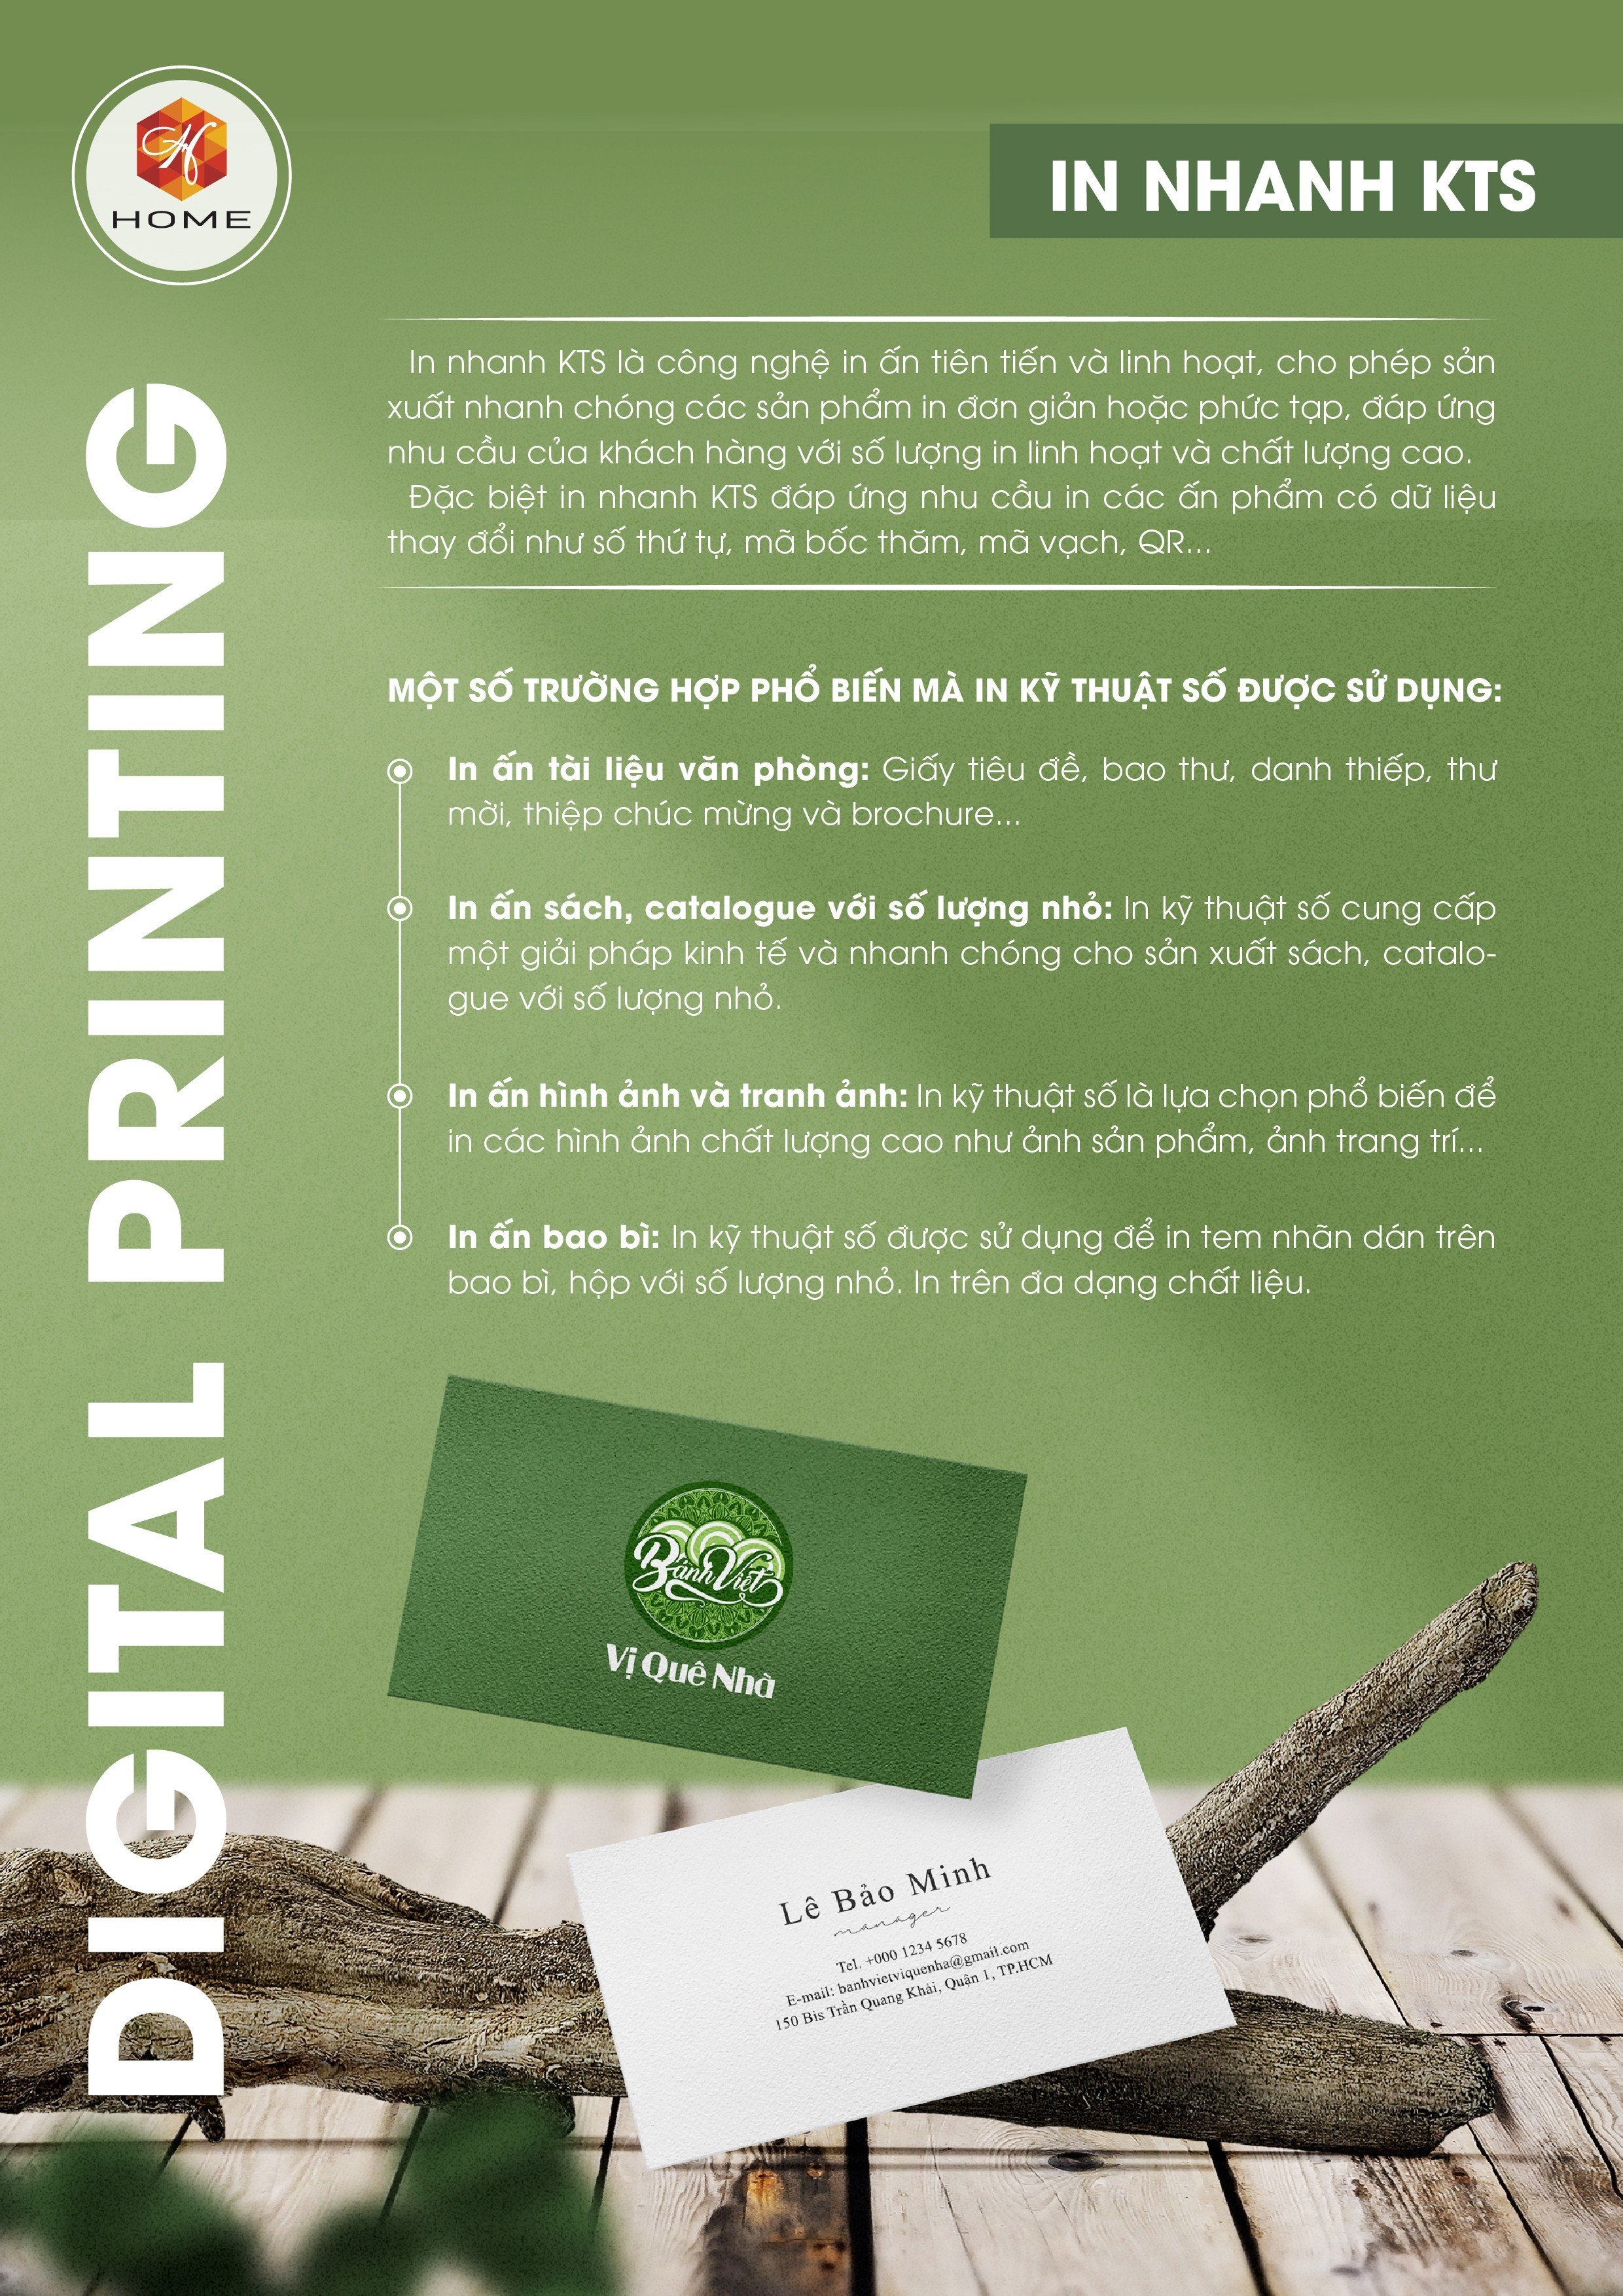 HOME
IN NHANH KTS
DIGITAL PRINTING
In nhanh KTS là công nghệ in ấn tiên tiến và linh hoạt, cho phép sản
xuất nhanh chóng các sản phẩm in đơn giản hoặc phức tạp, đáp ứng
nhu cầu của khách hàng với số lượng in linh hoạt và chất lượng cao.
Đặc biệt in nhanh KTS đáp ứng nhu cầu in các ấn phẩm có dữ liệu
thay đổi như số thứ tự, mã bốc thăm, mã vạch, QR...
MỘT SỐ TRƯỜNG HỢP PHỔ BIẾN MÀ IN KỸ THUẬT SỐ ĐƯỢC SỬ DỤNG:
In ấn tài liệu văn phòng: Giấy tiêu đề, bao thư, danh thiếp, thư
mời, thiệp chúc mừng và brochure...
In ấn sách, catalogue với số lượng nhỏ: In kỹ thuật số cung cấp
một giải pháp kinh tế và nhanh chóng cho sản xuất sách, catalo-
gue với số lượng nhỏ.
In ấn hình ảnh và tranh ảnh: In kỹ thuật số là lựa chọn phổ biến để
in các hình ảnh chất lượng cao như ảnh sản phẩm, ảnh trang trí...
In ấn bao bì: In kỹ thuật số được sử dụng để in tem nhãn dán trên
bao bì, hộp với số lượng nhỏ. In trên đa dạng chất liệu.
Bánh Việt
Vị Quê Nhà
Lê Bảo Minh
manager
Tel. +000 1234 5678
E-mail: banhvietviquenha@gmail.com
150 Bis Trần Quang Khải, Quận 1, TP.HCM